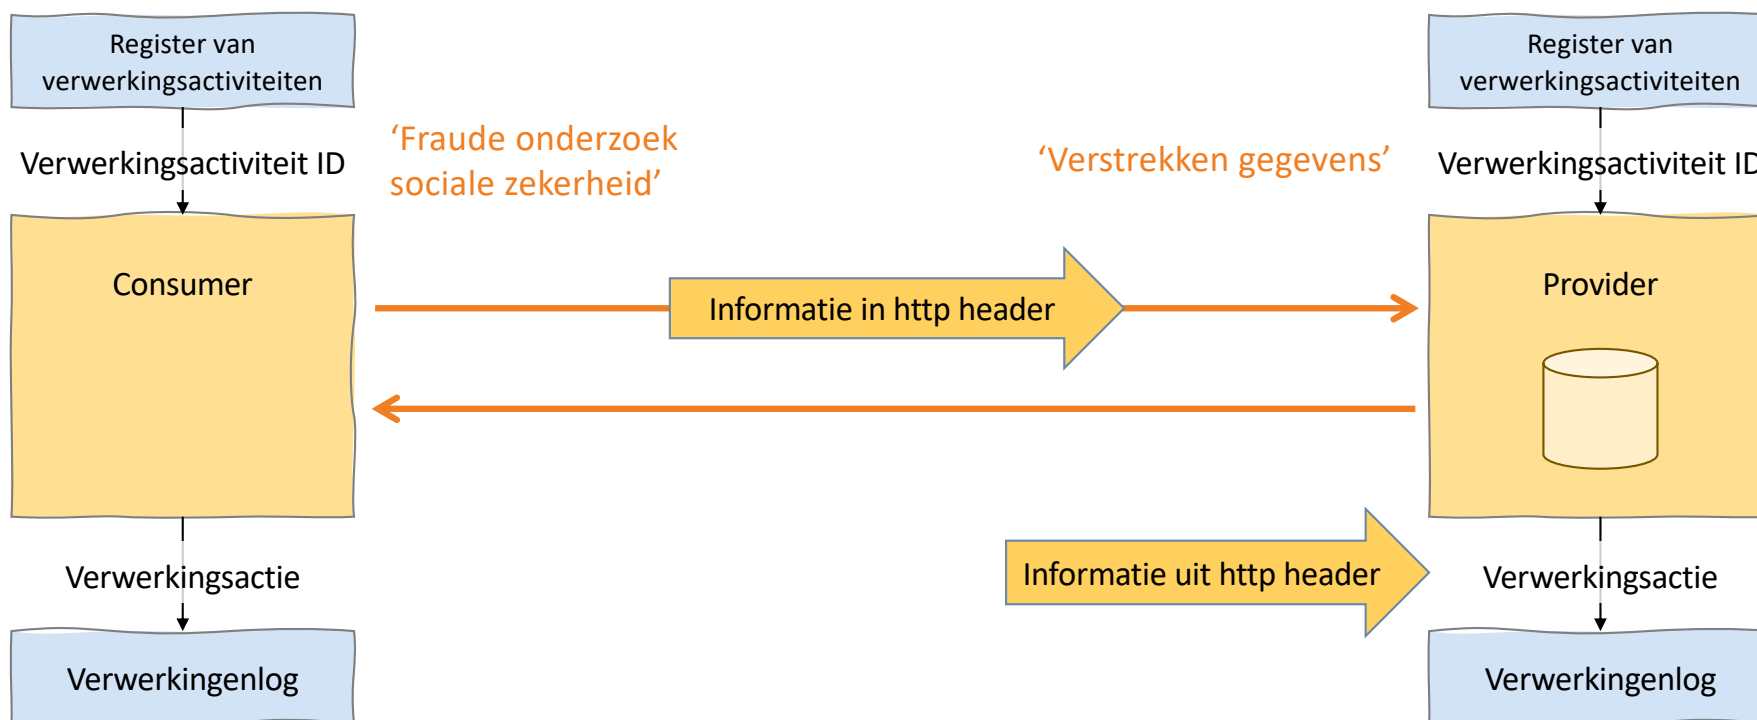 Register van
verwerkingsactiviteiten
Register van
verwerkingsactiviteiten
Verwerkingsactiviteit ID
‘Fraude onderzoek
sociale zekerheid’
‘Verstrekken gegevens’
Verwerkingsactiviteit ID
Consumer
Informatie in http header
Provider
Informatie uit http header
Verwerkingsactie
Verwerkingsactie
Verwerkingenlog
Verwerkingenlog